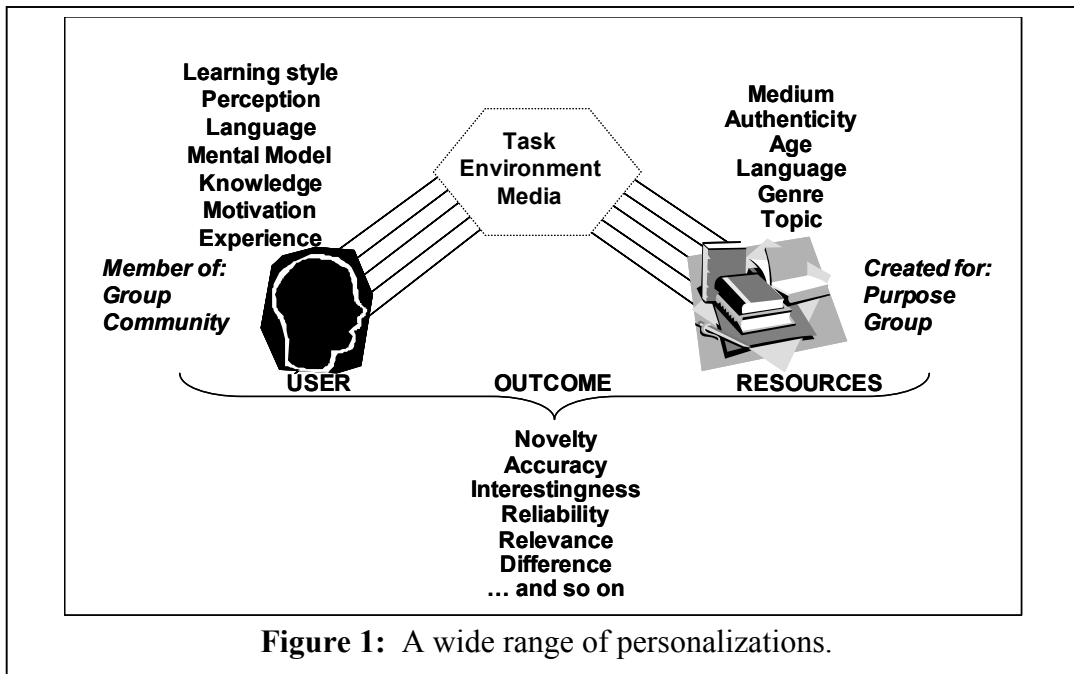 Learning style
Perception
Language
Mental Model
Knowledge
Motivation
Experience
Member of:
Group
Community
Task
Environment
Media
Medium
Authenticity
Age
Language
Genre
Topic
Created for:
Purpose
Group
USER OUTCOME RESOURCES
Novelty
Accuracy
Interestingness
Reliability
Relevance
Difference
… and so on
Figure 1: A wide range of personalizations.